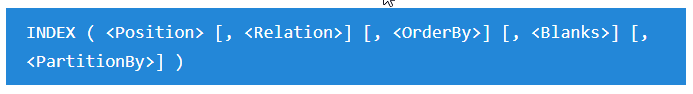 INDEX ( <Position> [, <Relation>] [, <OrderBy>] [, <Blanks>] [,
<PartitionBy>] )